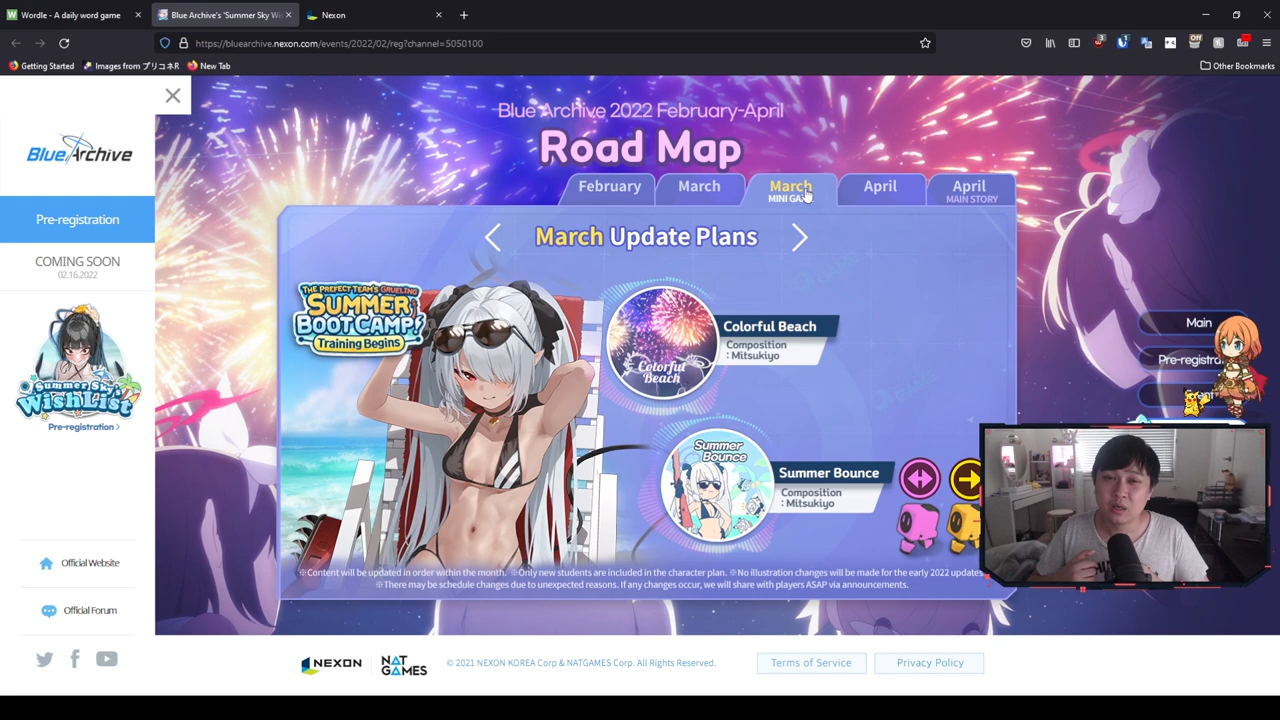 Wordle - A daily word game
Blue Archive's 'Summer Sky Wi
Nexon
https://bluearchive.nexon.com/events/2022/02/reg?channel=5050100
Getting Started
Images from プリコネR
New Tab
Other Bookmarks
3
1
Off
Blue Archive
Pre-registration
COMING SOON
02.16.2022
Summer Sky's
WishList
Pre-registration >
Official Website
Official Forum
Blue Archive 2022 February-April
Road Map
February
March
March
MINI GA
April
April
MAIN STORY
March Update Plans
THE PREFECT TEAM'S GRUELING
SUMMER
BOOTCAMP!
Training Begins
Colorful
Beach
Colorful Beach
Composition
: Mitsukiyo
Summer
Bounce
Summer Bounce
Composition
: Mitsukiyo
※Content will be updated in order within the month. ※Only new students are included in the character plan. ※No illustration changes will be made for the early 2022 updates
※There may be schedule changes due to unexpected reasons. If any changes occur, we will share with players ASAP via announcements.
Main
Pre-registra
NEXON
NAT GAMES
© 2021 NEXON KOREA Corp & NATGAMES Corp. All Rights Reserved.
Terms of Service
Privacy Policy